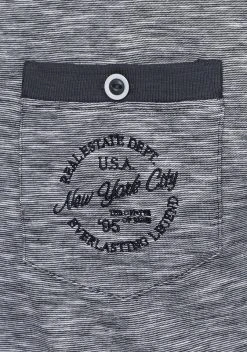 REAL ESTATE DEPT.
U.S.A.
New York City
'95
EVERLASTING LEGEND